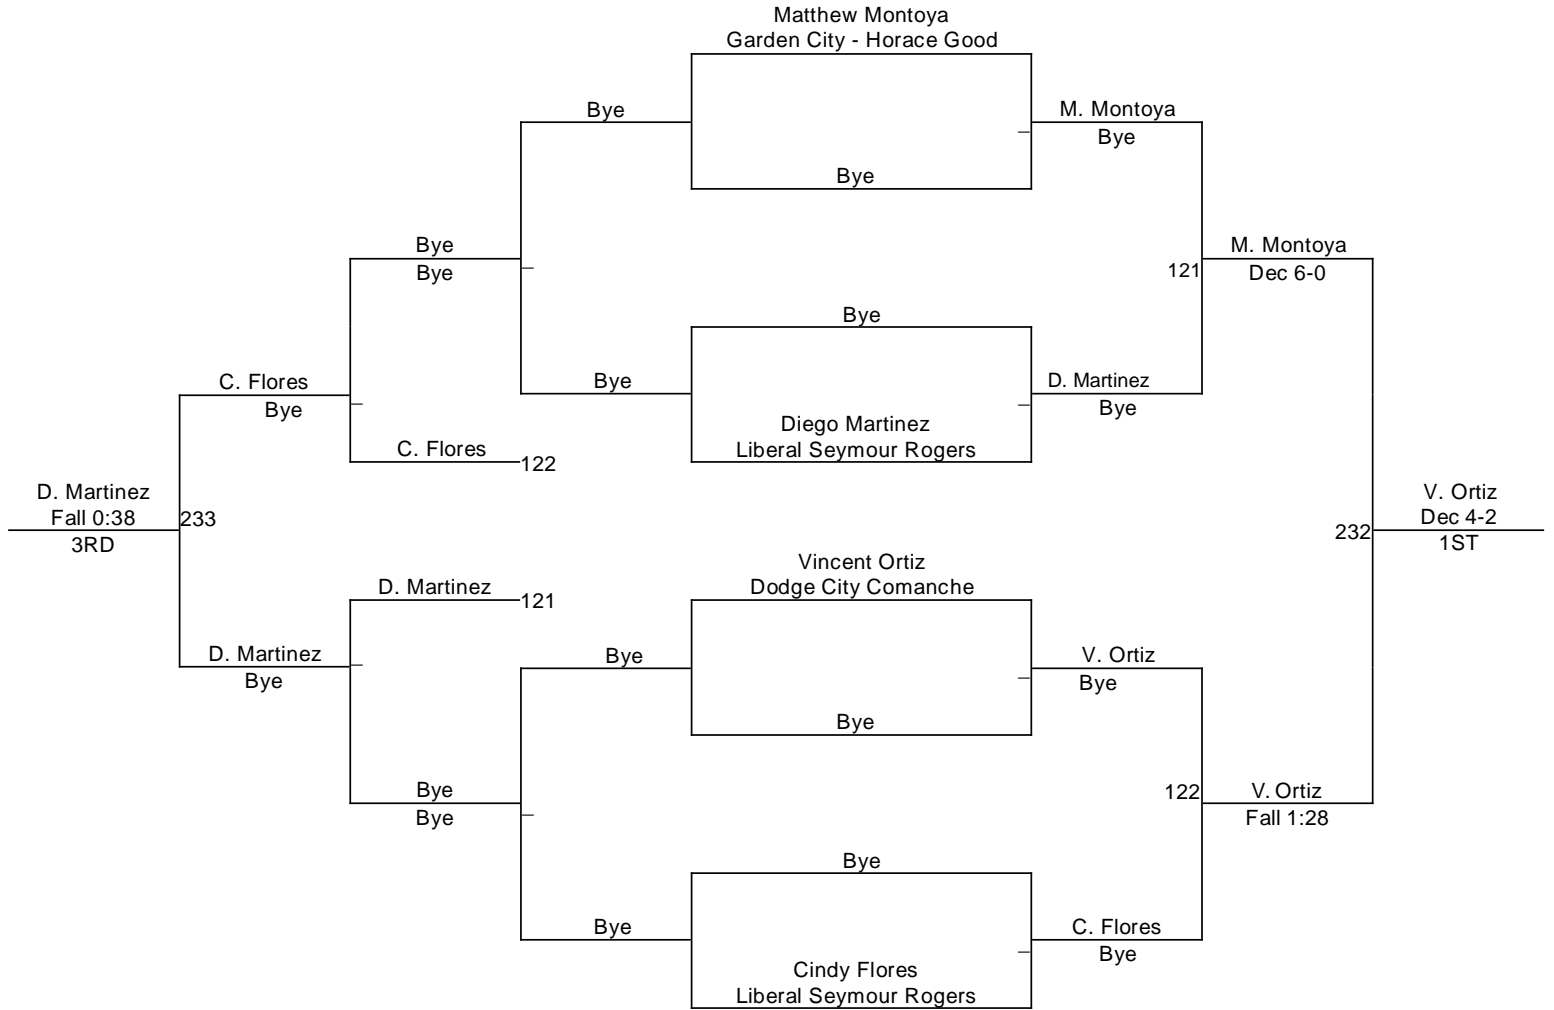 Matthew Montoya
Garden City - Horace Good
Bye
M. Montoya
Bye
Bye
Bye
Bye
M. Montoya
121
Dec 6-0
Bye
C. Flores
Bye
Bye
D. Martinez
Bye
Diego Martinez
Liberal Seymour Rogers
C. Flores
122
D. Martinez
Fall 0:38
233
3RD
V. Ortiz
Dec 4-2
232
1ST
Vincent Ortiz
Dodge City Comanche
D. Martinez
121
D. Martinez
Bye
Bye
V. Ortiz
Bye
Bye
Bye
Bye
122
V. Ortiz
Fall 1:28
Bye
Bye
C. Flores
Bye
Cindy Flores
Liberal Seymour Rogers